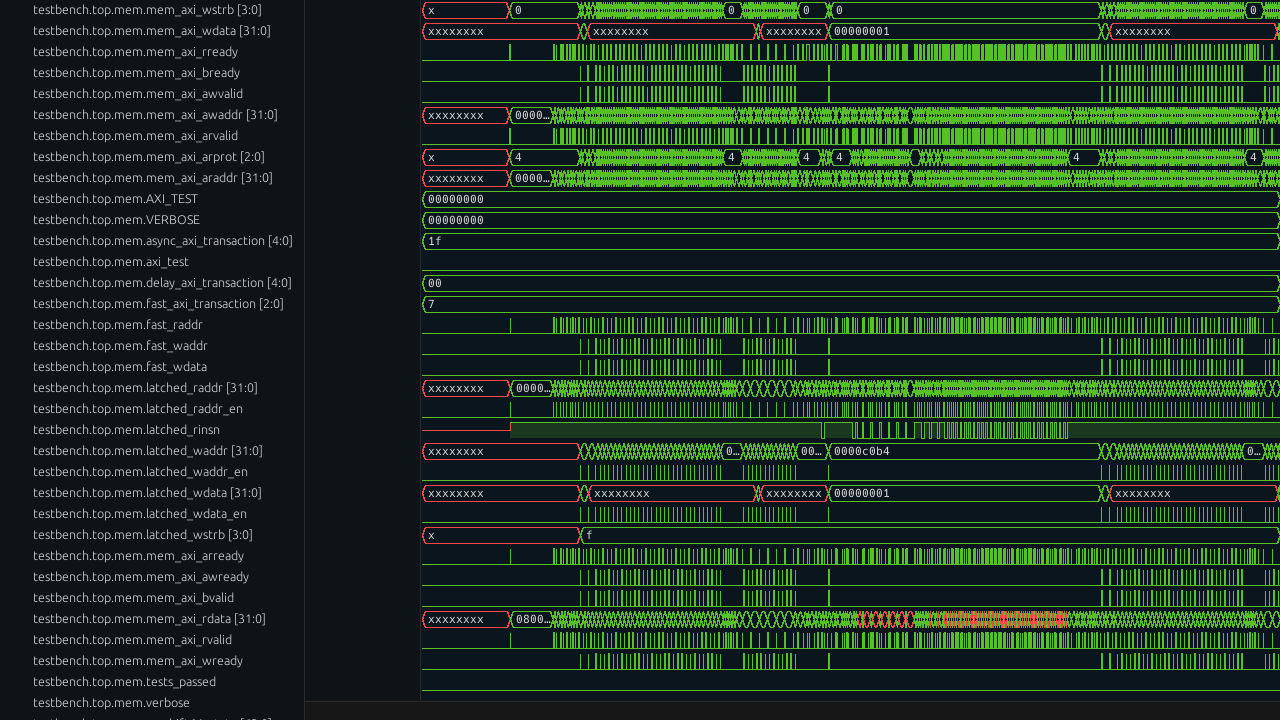 testbench.top.mem.mem_axi_wstrb [3:0] x 0 0 0 0 0
testbench.top.mem.mem_axi_wdata [31:0] xxxxxxxx xxxxxxxx xxxxxxxx 00000001 xxxxxxxx
testbench.top.mem.mem_axi_rready
testbench.top.mem.mem_axi_bready
testbench.top.mem.mem_axi_awvalid
testbench.top.mem.mem_axi_awaddr [31:0] xxxxxxxx 0000…
testbench.top.mem.mem_axi_arvalid
testbench.top.mem.mem_axi_arprot [2:0] x 4 4 4 4 4 4
testbench.top.mem.mem_axi_araddr [31:0] xxxxxxxx 0000…
testbench.top.mem.AXI_TEST 00000000
testbench.top.mem.VERBOSE 00000000
testbench.top.mem.async_axi_transaction [4:0] 1f
testbench.top.mem.axi_test
testbench.top.mem.delay_axi_transaction [4:0] 00
testbench.top.mem.fast_axi_transaction [2:0] 7
testbench.top.mem.fast_raddr
testbench.top.mem.fast_waddr
testbench.top.mem.fast_wdata
testbench.top.mem.latched_raddr [31:0] xxxxxxxx 0000…
testbench.top.mem.latched_raddr_en
testbench.top.mem.latched_rinsn
testbench.top.mem.latched_waddr [31:0] xxxxxxxx 0… 00… 0000c0b4 0…
testbench.top.mem.latched_waddr_en
testbench.top.mem.latched_wdata [31:0] xxxxxxxx xxxxxxxx xxxxxxxx 00000001 xxxxxxxx
testbench.top.mem.latched_wdata_en
testbench.top.mem.latched_wstrb [3:0] x f
testbench.top.mem.mem_axi_arready
testbench.top.mem.mem_axi_awready
testbench.top.mem.mem_axi_bvalid
testbench.top.mem.mem_axi_rdata [31:0] xxxxxxxx 0800…
testbench.top.mem.mem_axi_rvalid
testbench.top.mem.mem_axi_wready
testbench.top.mem.tests_passed
testbench.top.mem.verbose